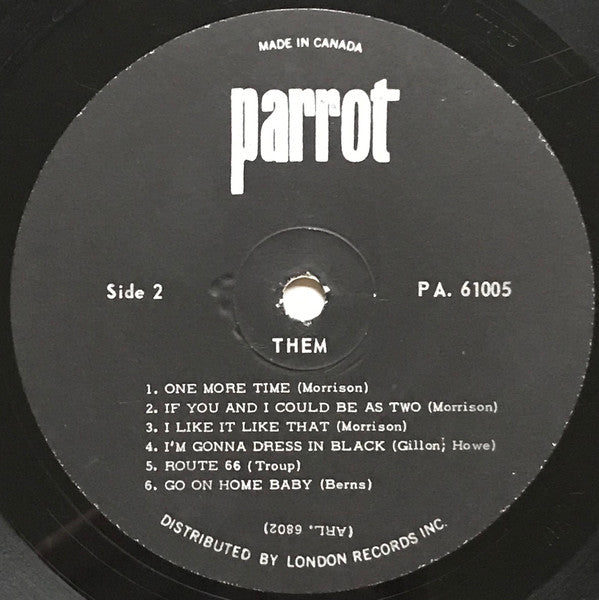 MADE IN CANADA
parrot
Side 2
PA. 61005
THEM
1. ONE MORE TIME (Morrison)
2. IF YOU AND I COULD BE AS TWO (Morrison)
3. I LIKE IT LIKE THAT (Morrison)
4. I'M GONNA DRESS IN BLACK (Gillon; Howe)
5. ROUTE 66 (Troup)
6. GO ON HOME BABY (Berns)
(ARL. 6802)
DISTRIBUTED BY LONDON RECORDS INC.